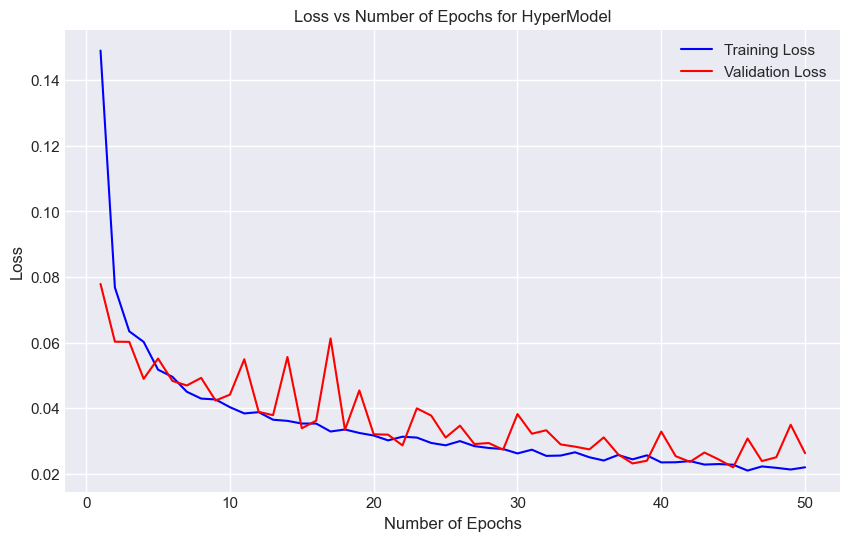 Loss vs Number of Epochs for HyperModel
Training Loss
Validation Loss
0.14
0.12
0.10
0.08
0.06
0.04
0.02
Loss
0 10 20 30 40 50
Number of Epochs